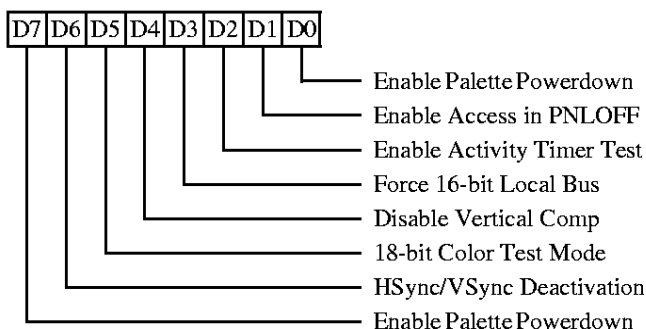 D7 D6 D5 D4 D3 D2 D1 D0
Enable Palette Powerdown
Enable Access in PNLOFF
Enable Activity Timer Test
Force 16-bit Local Bus
Disable Vertical Comp
18-bit Color Test Mode
HSync/VSync Deactivation
Enable Palette Powerdown